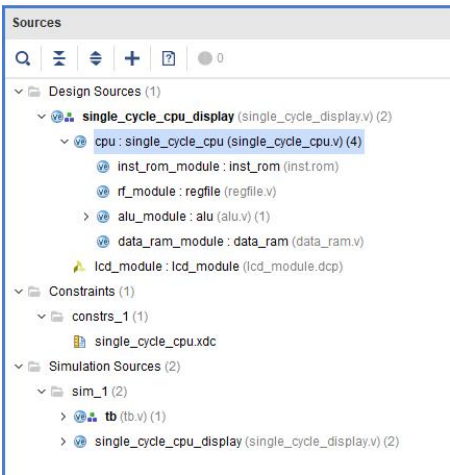 Sources
0
Design Sources (1)
single_cycle_cpu_display (single_cycle_display.v) (2)
cpu : single_cycle_cpu (single_cycle_cpu.v) (4)
inst_rom_module : inst_rom (inst.rom)
rf_module : regfile (regfile.v)
alu_module : alu (alu.v) (1)
data_ram_module : data_ram (data_ram.v)
lcd_module : lcd_module (lcd_module.dcp)
Constraints (1)
constrs_1 (1)
single_cycle_cpu.xdc
Simulation Sources (2)
sim_1 (2)
tb (tb.v) (1)
single_cycle_cpu_display (single_cycle_display.v) (2)